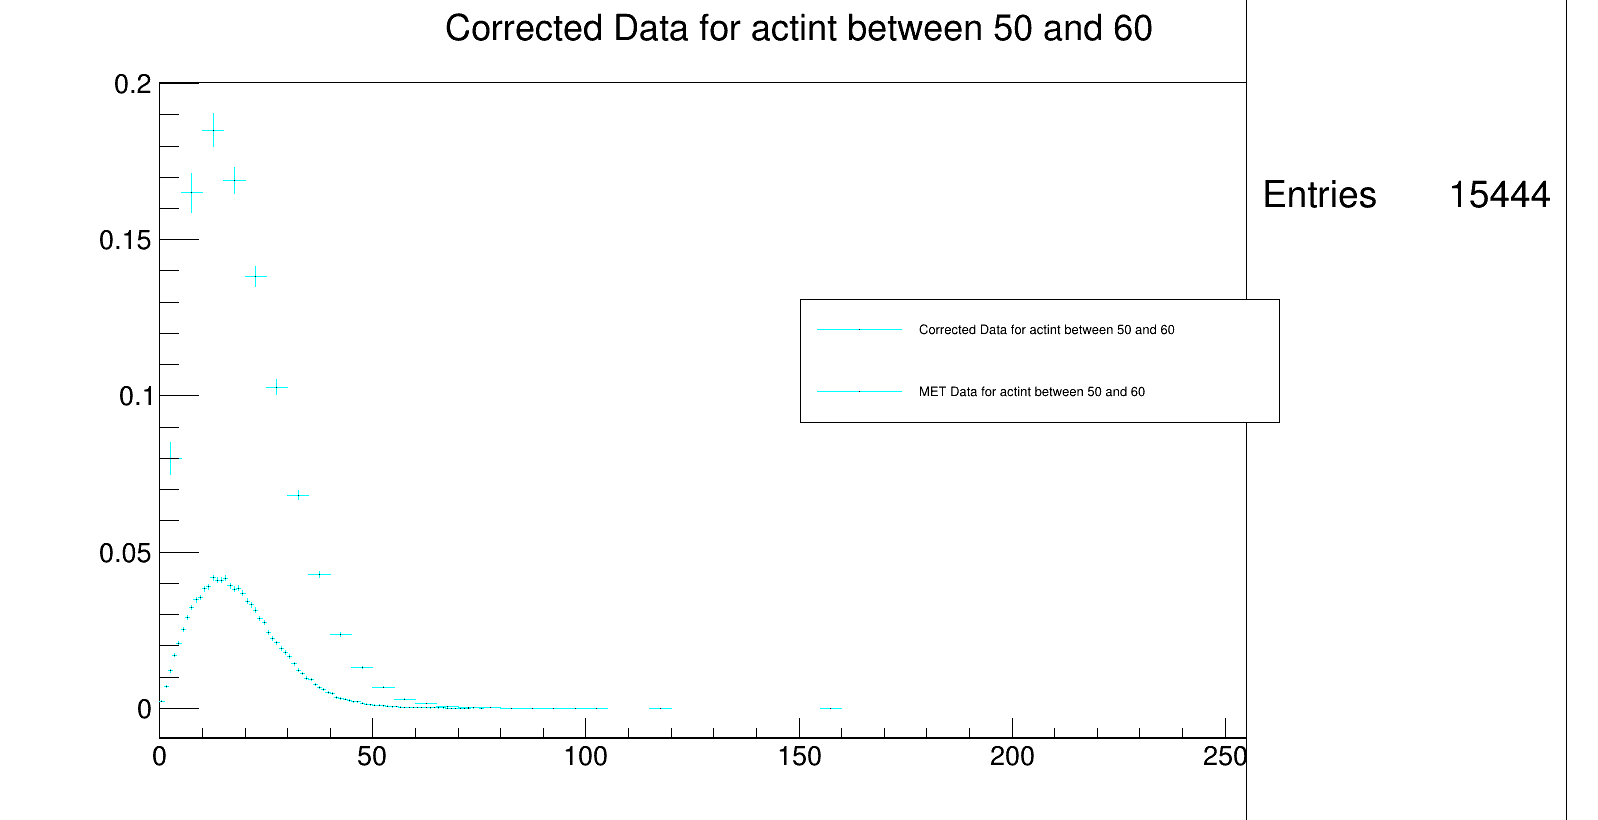 Corrected Data for actint between 50 and 60
0.2
0.15
0.1
0.05
0
0 50 100 150 200 250
Entries 15444
Corrected Data for actint between 50 and 60
MET Data for actint between 50 and 60